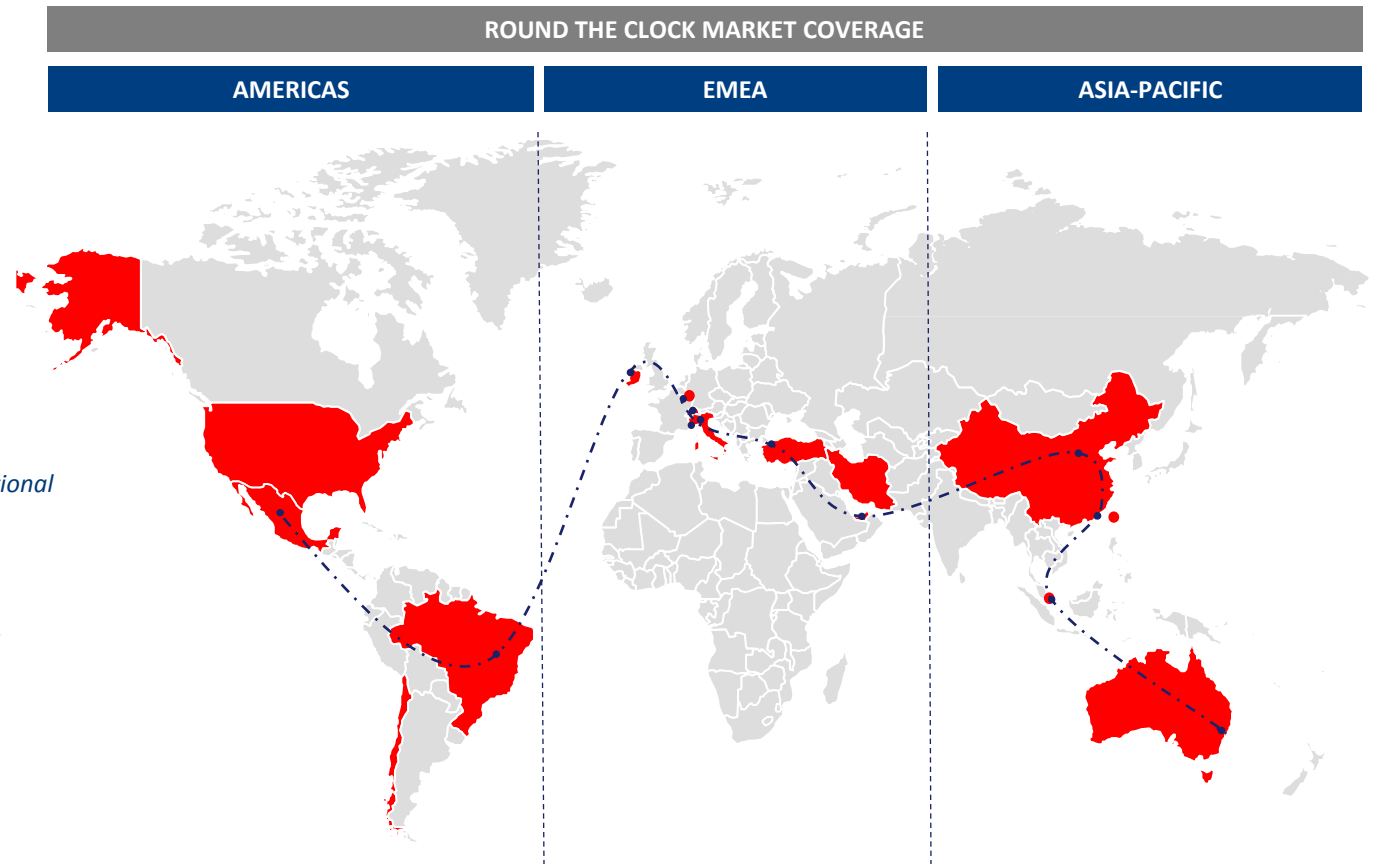 ROUND THE CLOCK MARKET COVERAGE
AMERICAS
EMEA
ASIA-PACIFIC
ional